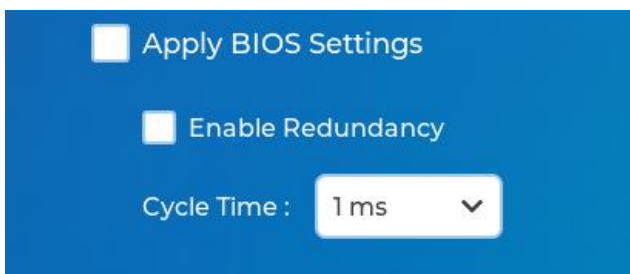 Apply BIOS Settings
Enable Redundancy
Cycle Time : 1 ms